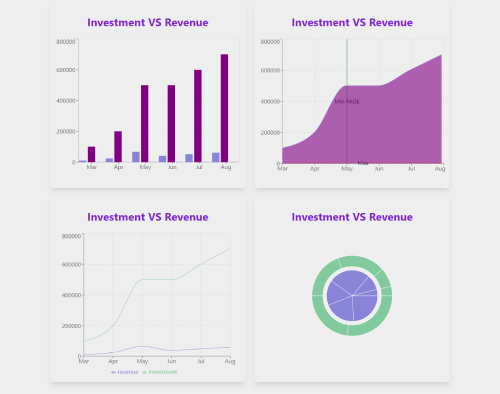 Investment VS Revenue
800000
600000
400000
200000
0
Mar Apr May Jun Jul Aug
Investment VS Revenue
800000
600000
400000
200000
0
MIH PAGE
Max
Mar Apr May Jun Jul Aug
Investment VS Revenue
800000
600000
400000
200000
0
Mar Apr May Jun Jul Aug
revenue investment
Investment VS Revenue